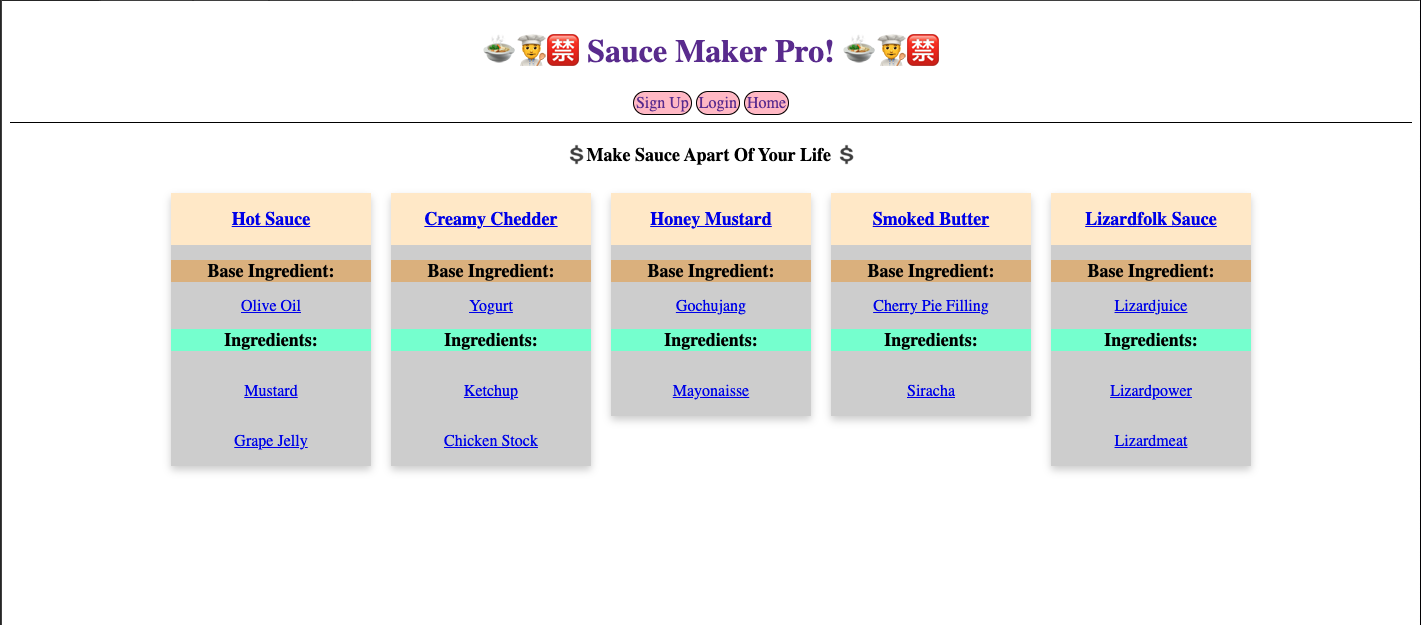 🍲👨‍🍳🈲 Sauce Maker Pro! 🍲👨‍🍳🈲
Sign Up Login Home
💲Make Sauce Apart Of Your Life 💲
Hot Sauce
Base Ingredient:
Olive Oil
Ingredients:
Mustard
Grape Jelly
Creamy Chedder
Base Ingredient:
Yogurt
Ingredients:
Ketchup
Chicken Stock
Honey Mustard
Base Ingredient:
Gochujang
Ingredients:
Mayonaisse
Smoked Butter
Base Ingredient:
Cherry Pie Filling
Ingredients:
Siracha
Lizardfolk Sauce
Base Ingredient:
Lizardjuice
Ingredients:
Lizardpower
Lizardmeat